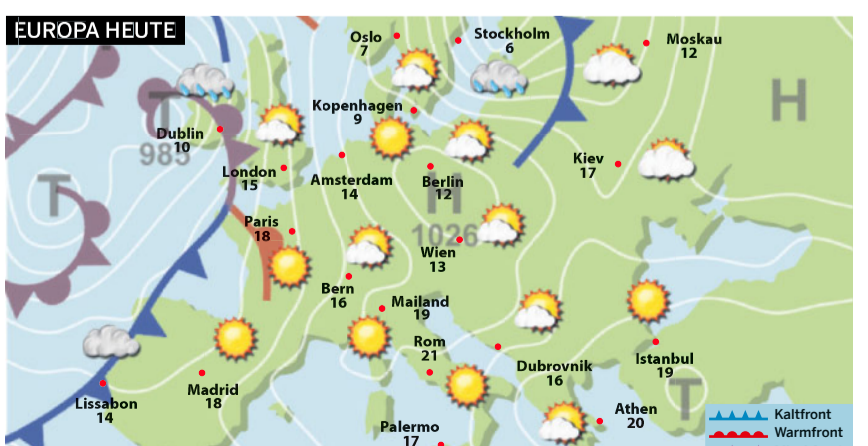 EUROPA HEUTE
Oslo
7
Stockholm
6
Moskau
12
H
Kopenhagen
9
T
985
Dublin
10
London
15
Amsterdam
14
Berlin
12
Kiev
17
T
H
1026
Paris
18
Wien
13
Bern
16
Mailand
19
Rom
21
Dubrovnik
16
Istanbul
19
T
Madrid
18
Lissabon
14
Athen
20
Palermo
17
Kaltfront
Warmfront